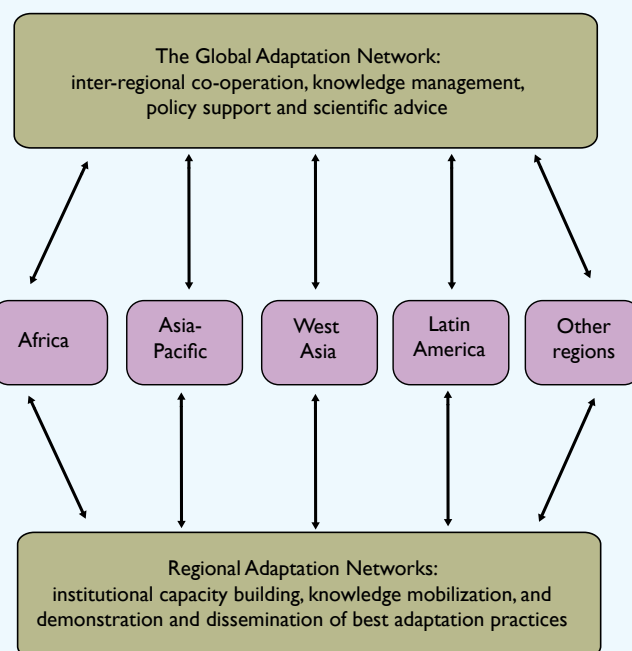 The Global Adaptation Network:
inter-regional co-operation, knowledge management,
policy support and scientific advice
Africa
Asia-
Pacific
West
Asia
Latin
America
Other
regions
Regional Adaptation Networks:
institutional capacity building, knowledge mobilization, and
demonstration and dissemination of best adaptation practices